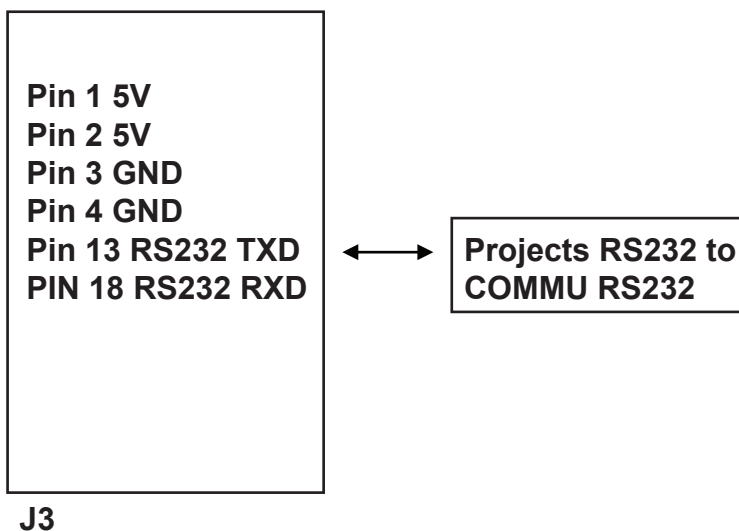 Pin 1 5V
Pin 2 5V
Pin 3 GND
Pin 4 GND
Pin 13 RS232 TXD
PIN 18 RS232 RXD
Projects RS232 to
COMMU RS232
J3